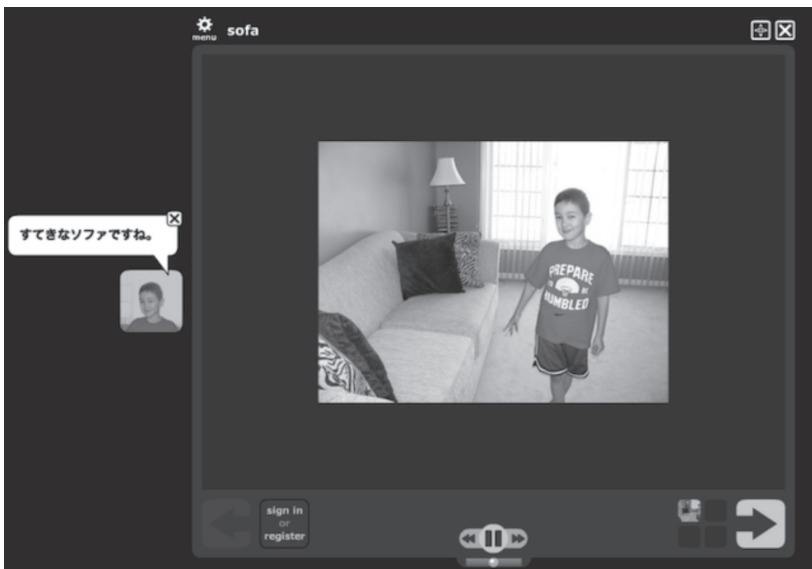 menu
sofa
すてきなソファですね。
PREPARE
TO BE
HUMBLED
sign in
or
register